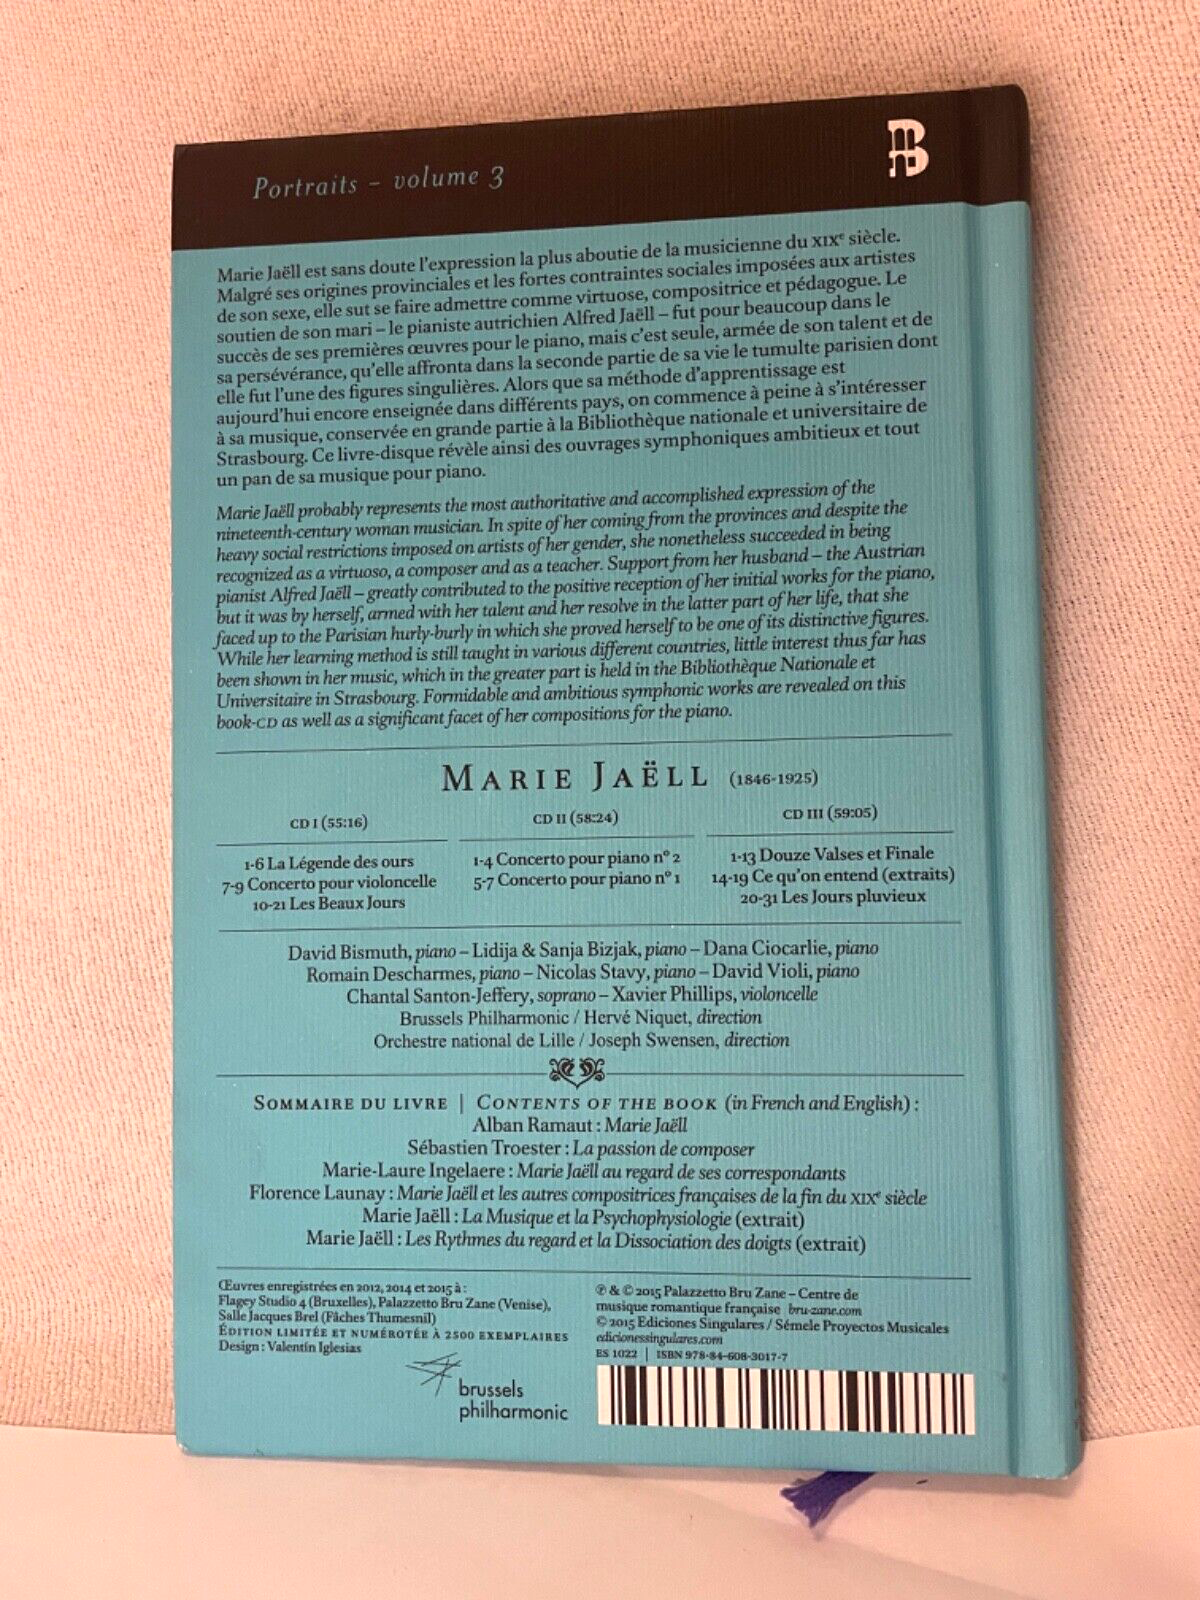 Portraits – volume 3
Marie Jaëll est sans doute l'expression la plus aboutie de la musicienne du XIXᵉ siècle.
Malgré ses origines provinciales et les fortes contraintes sociales imposées aux artistes
de son sexe, elle sut se faire admettre comme virtuose, compositrice et pédagogue. Le
soutien de son mari – le pianiste autrichien Alfred Jaëll – fut pour beaucoup dans le
succès de ses premières œuvres pour le piano, mais c'est seule, armée de son talent et de
sa persévérance, qu'elle affronta dans la seconde partie de sa vie le tumulte parisien dont
elle fut l'une des figures singulières. Alors que sa méthode d'apprentissage est
aujourd'hui encore enseignée dans différents pays, on commence à peine à s'intéresser
à sa musique, conservée en grande partie à la Bibliothèque nationale et universitaire de
Strasbourg. Ce livre-disque révèle ainsi des ouvrages symphoniques ambitieux et tout
un pan de sa musique pour piano.
Marie Jaëll probably represents the most authoritative and accomplished expression of the
nineteenth-century woman musician. In spite of her coming from the provinces and despite the
heavy social restrictions imposed on artists of her gender, she nonetheless succeeded in being
recognized as a virtuoso, a composer and as a teacher. Support from her husband – the Austrian
pianist Alfred Jaëll – greatly contributed to the positive reception of her initial works for the piano,
but it was by herself, armed with her talent and her resolve in the latter part of her life, that she
faced up to the Parisian hurly-burly in which she proved herself to be one of its distinctive figures.
While her learning method is still taught in various different countries, little interest thus far has
been shown in her music, which in the greater part is held in the Bibliothèque Nationale et
Universitaire in Strasbourg. Formidable and ambitious symphonic works are revealed on this
book-CD as well as a significant facet of her compositions for the piano.
MARIE JAËLL (1846-1925)
CD I (55:16)
1-6 La Légende des ours
7-9 Concerto pour violoncelle
10-21 Les Beaux Jours
CD II (58:24)
1-4 Concerto pour piano n° 2
5-7 Concerto pour piano n° 1
CD III (59:05)
1-13 Douze Valses et Finale
14-19 Ce qu'on entend (extraits)
20-31 Les Jours pluvieux
David Bismuth, piano – Lidija & Sanja Bizjak, piano – Dana Ciocarlie, piano
Romain Descharmes, piano – Nicolas Stavy, piano – David Violi, piano
Chantal Santon-Jeffery, soprano – Xavier Phillips, violoncelle
Brussels Philharmonic / Hervé Niquet, direction
Orchestre national de Lille / Joseph Swensen, direction
SOMMAIRE DU LIVRE | CONTENTS OF THE BOOK (in French and English) :
Alban Ramaut : Marie Jaëll
Sébastien Troester : La passion de composer
Marie-Laure Ingelaere : Marie Jaëll au regard de ses correspondants
Florence Launay : Marie Jaëll et les autres compositrices françaises de la fin du XIXᵉ siècle
Marie Jaëll : La Musique et la Psychophysiologie (extrait)
Marie Jaëll : Les Rythmes du regard et la Dissociation des doigts (extrait)
Œuvres enregistrées en 2012, 2014 et 2015 à :
Flagey Studio 4 (Bruxelles), Palazzetto Bru Zane (Venise),
Salle Jacques Brel (Fâches Thumesnil)
ÉDITION LIMITÉE ET NUMÉROTÉE À 2500 EXEMPLAIRES
Design : Valentín Iglesias
brussels
philharmonic
℗ & © 2015 Palazzetto Bru Zane – Centre de
musique romantique française bru-zane.com
© 2015 Ediciones Singulares / Sémele Proyectos Musicales
edicionessingulares.com
ES 1022 | ISBN 978-84-608-3017-7